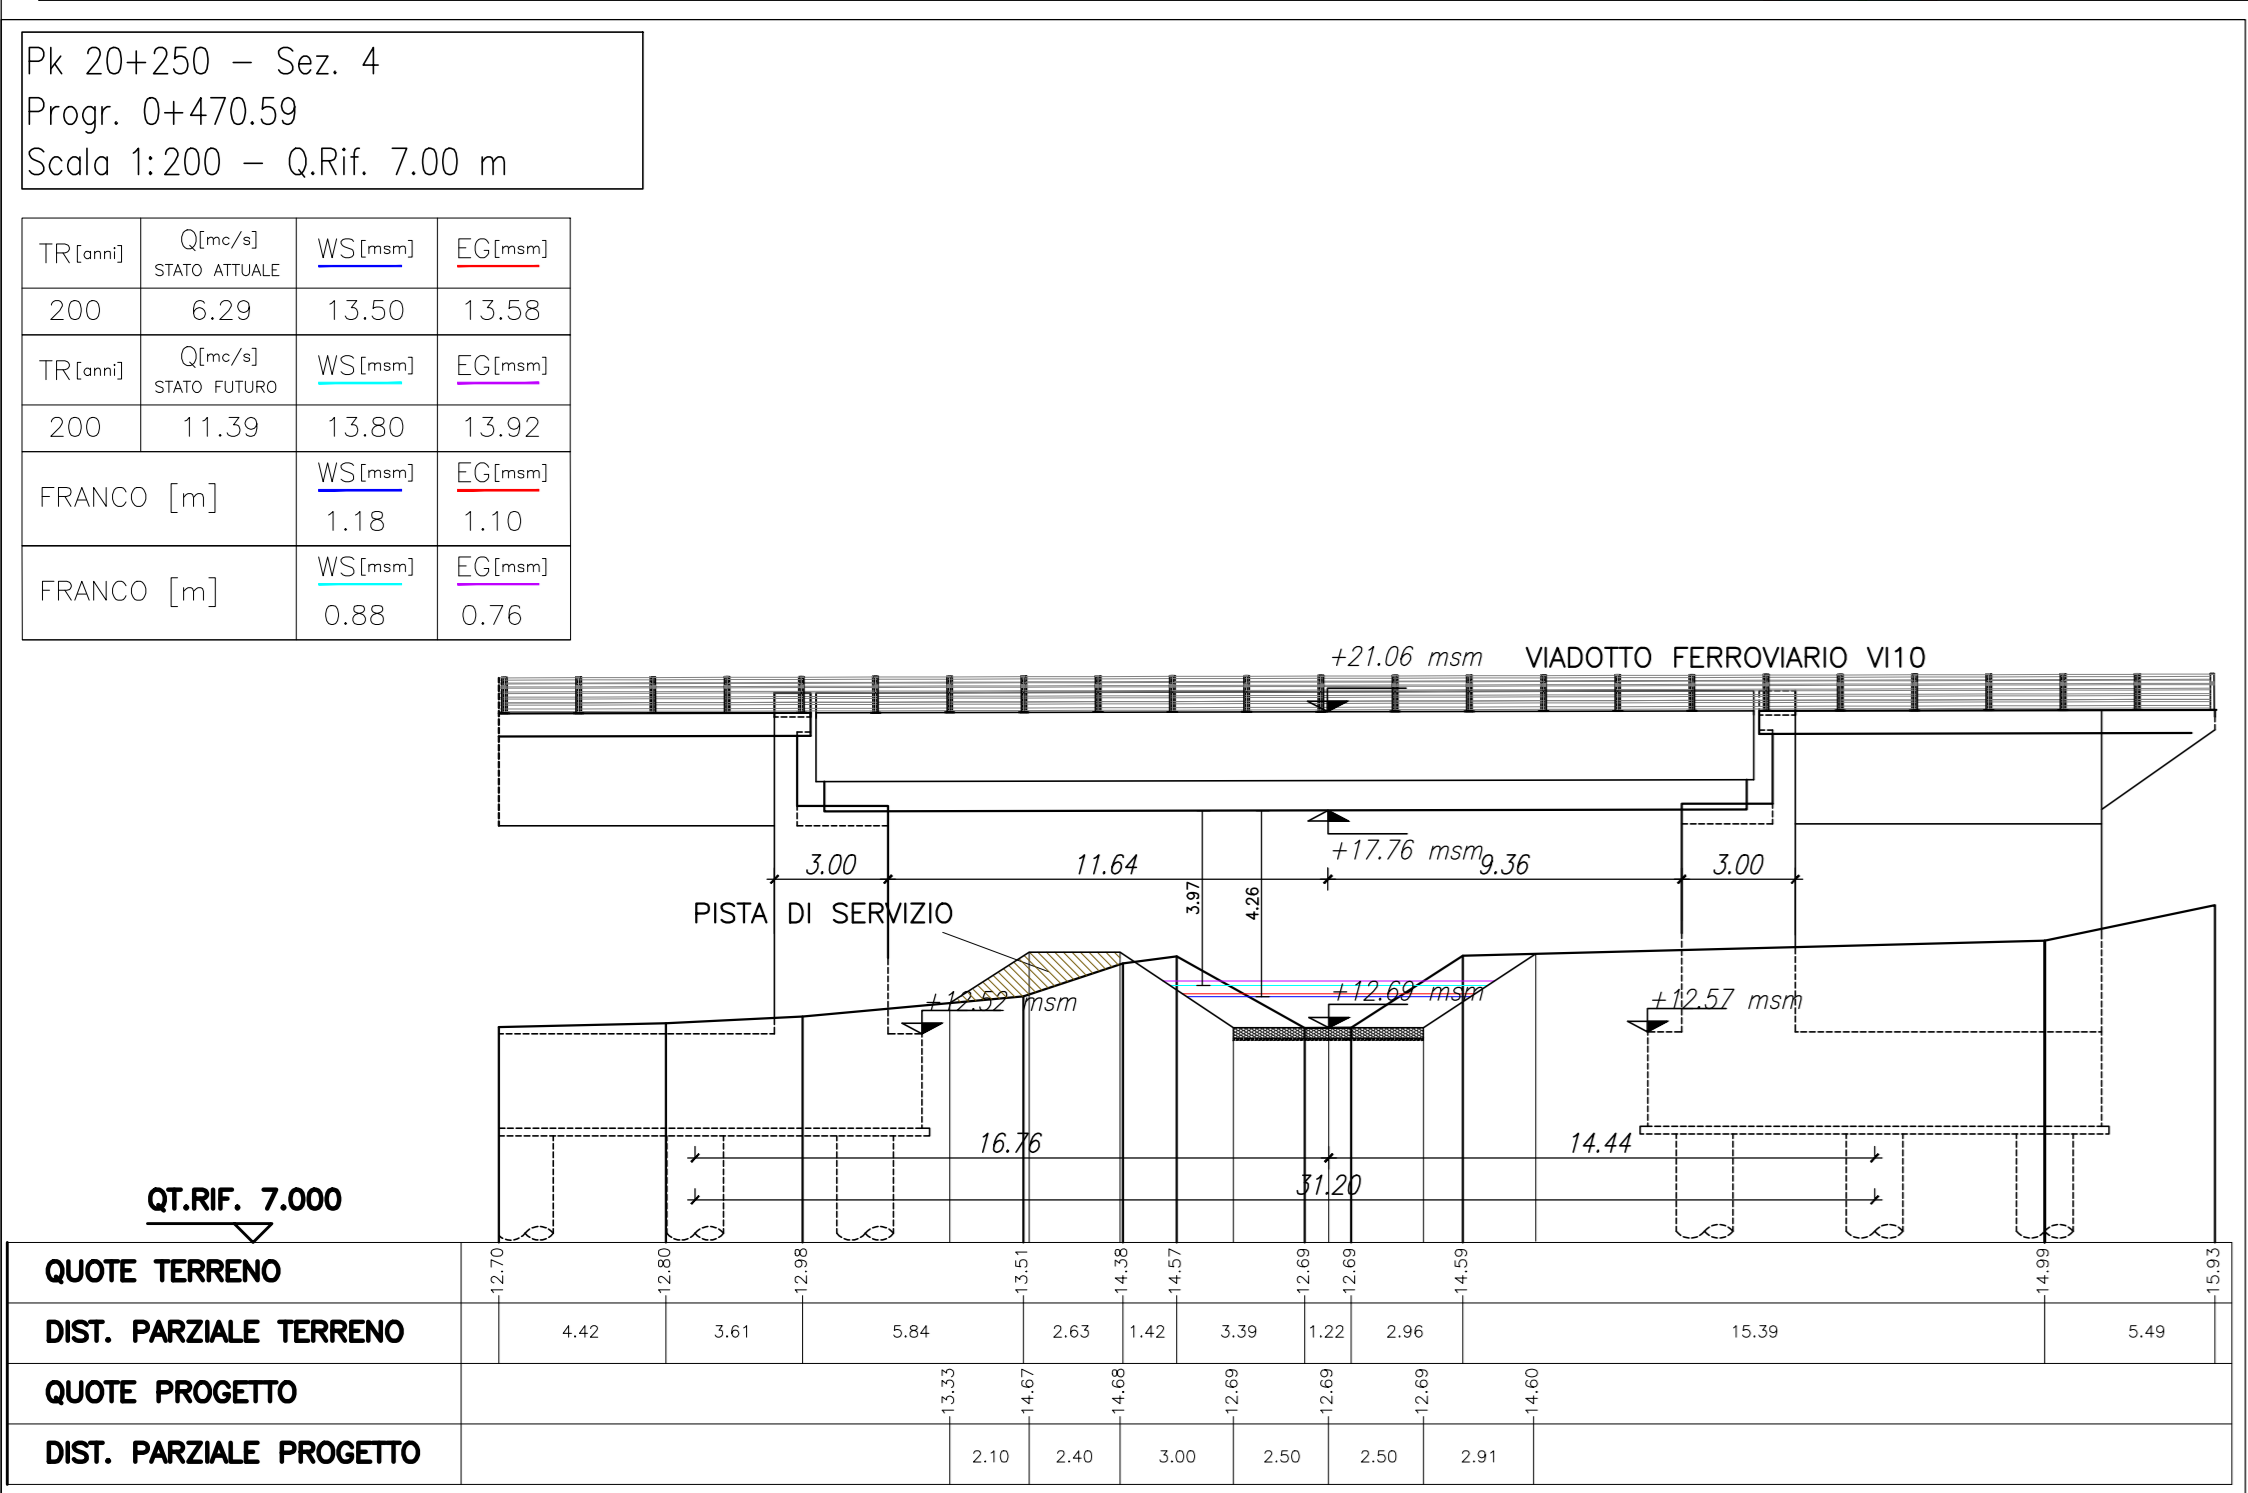 Pk 20+250 – Sez. 4
Progr. 0+470.59
Scala 1:200 – Q.Rif. 7.00 m
TR[anni] Q[mc/s] STATO ATTUALE WS[msm] EG[msm]
200 6.29 13.50 13.58
TR[anni] Q[mc/s] STATO FUTURO WS[msm] EG[msm]
200 11.39 13.80 13.92
FRANCO [m] WS[msm] EG[msm]
1.18 1.10
FRANCO [m] WS[msm] EG[msm]
0.88 0.76
+21.06 msm VIADOTTO FERROVIARIO VI10
+17.76 msm
3.00 11.64 9.36 3.00
3.97 4.26
PISTA DI SERVIZIO
+12.52 msm +12.69 msm +12.57 msm
16.76 14.44
31.20
QT.RIF. 7.000
QUOTE TERRENO 12.70 12.80 12.98 13.51 14.38 14.57 12.69 12.69 14.59 14.99 15.93
DIST. PARZIALE TERRENO 4.42 3.61 5.84 2.63 1.42 3.39 1.22 2.96 15.39 5.49
QUOTE PROGETTO 13.33 14.67 14.68 12.69 12.69 12.69 14.60
DIST. PARZIALE PROGETTO 2.10 2.40 3.00 2.50 2.50 2.91